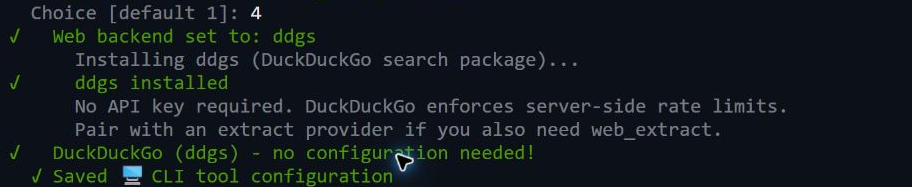 Choice [default 1]: 4
✓ Web backend set to: ddgs
Installing ddgs (DuckDuckGo search package)...
✓ ddgs installed
No API key required. DuckDuckGo enforces server-side rate limits.
Pair with an extract provider if you also need web_extract.
✓ DuckDuckGo (ddgs) - no configuration needed!
✓ Saved 🖥️ CLI tool configuration